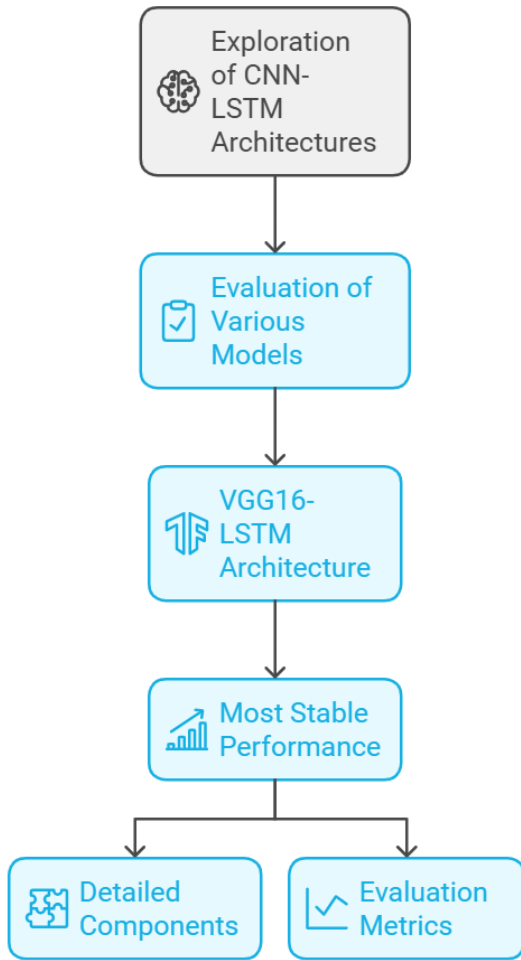 Exploration
of CNN-
LSTM
Architectures
Evaluation of
Various
Models
VGG16-
LSTM
Architecture
Most Stable
Performance
Detailed
Components
Evaluation
Metrics